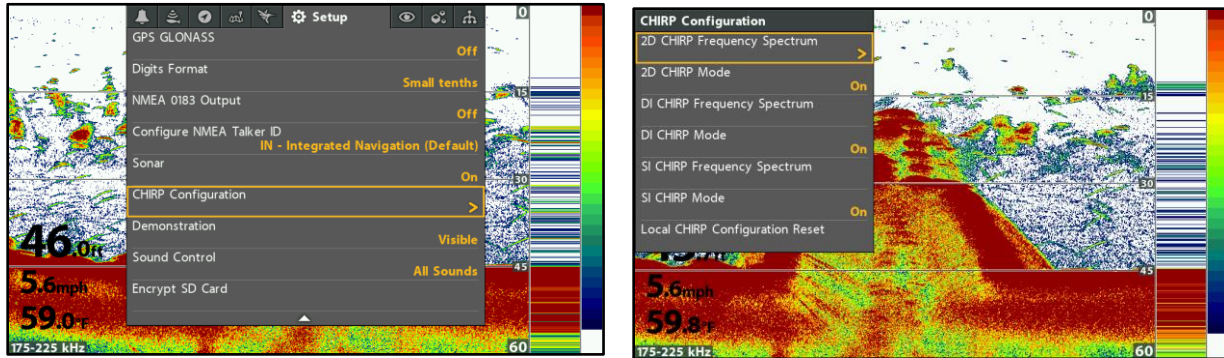 Setup
0
GPS GLONASS
Off
Digits Format
Small tenths
15
NMEA 0183 Output
Off
Configure NMEA Talker ID
IN - Integrated Navigation (Default)
Sonar
On
30
CHIRP Configuration
>
Demonstration
Visible
46.0ft
Sound Control
All Sounds
45
Encrypt SD Card
5.6mph
59.0°F
175-225 kHz
60
CHIRP Configuration
0
2D CHIRP Frequency Spectrum
>
2D CHIRP Mode
On
15
DI CHIRP Frequency Spectrum
DI CHIRP Mode
On
SI CHIRP Frequency Spectrum
30
SI CHIRP Mode
On
Local CHIRP Configuration Reset
45
5.6mph
59.8°F
175-225 kHz
60